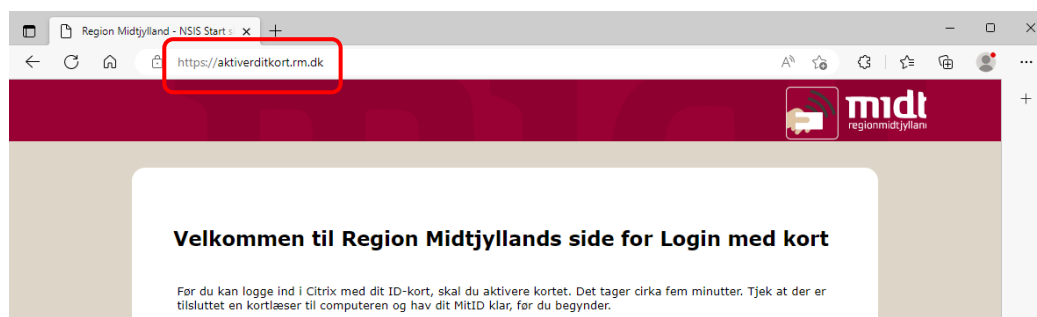 Region Midtjylland - NSIS Start s
https://aktiverditkort.rm.dk
midt
regionmidtjyllan
Velkommen til Region Midtjyllands side for Login med kort
Før du kan logge ind i Citrix med dit ID-kort, skal du aktivere kortet. Det tager cirka fem minutter. Tjek at der er
tilsluttet en kortlæser til computeren og hav dit MitID klar, før du begynder.